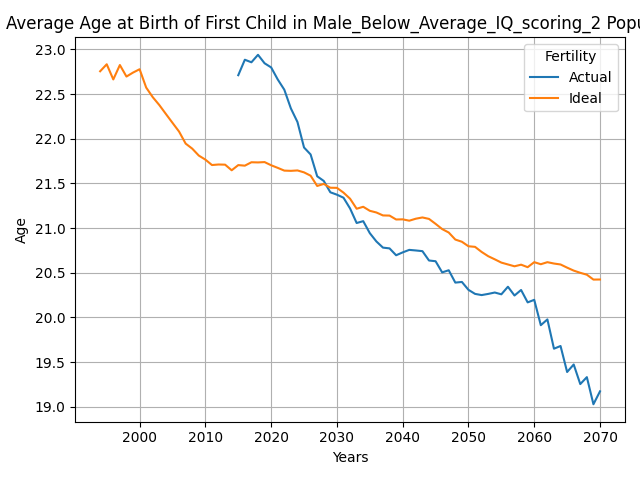 Average Age at Birth of First Child in Male_Below_Average_IQ_scoring_2 Popu
23.0
22.5
22.0
21.5
21.0
20.5
20.0
19.5
19.0
Age
Fertility
Actual
Ideal
2000 2010 2020 2030 2040 2050 2060 2070
Years